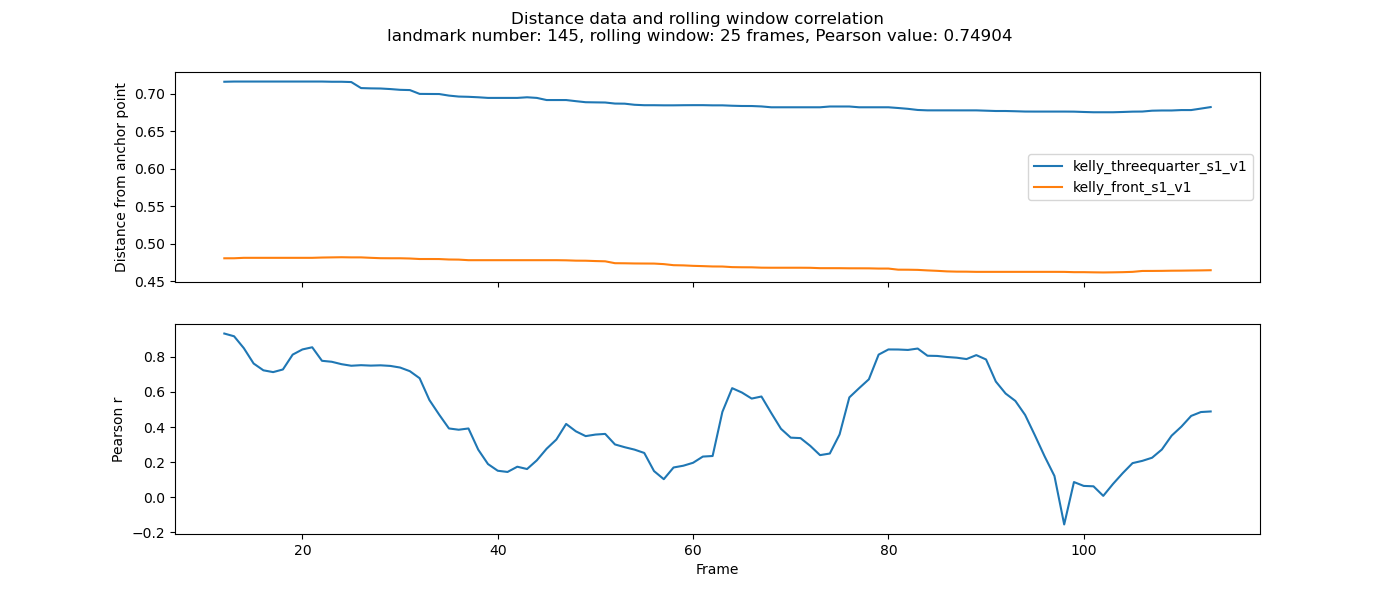 Distance data and rolling window correlation
landmark number: 145, rolling window: 25 frames, Pearson value: 0.74904
Distance from anchor point
0.70
0.65
0.60
0.55
0.50
0.45
kelly_threequarter_s1_v1
kelly_front_s1_v1
Pearson r
0.8
0.6
0.4
0.2
0.0
−0.2
20
40
60
80
100
Frame